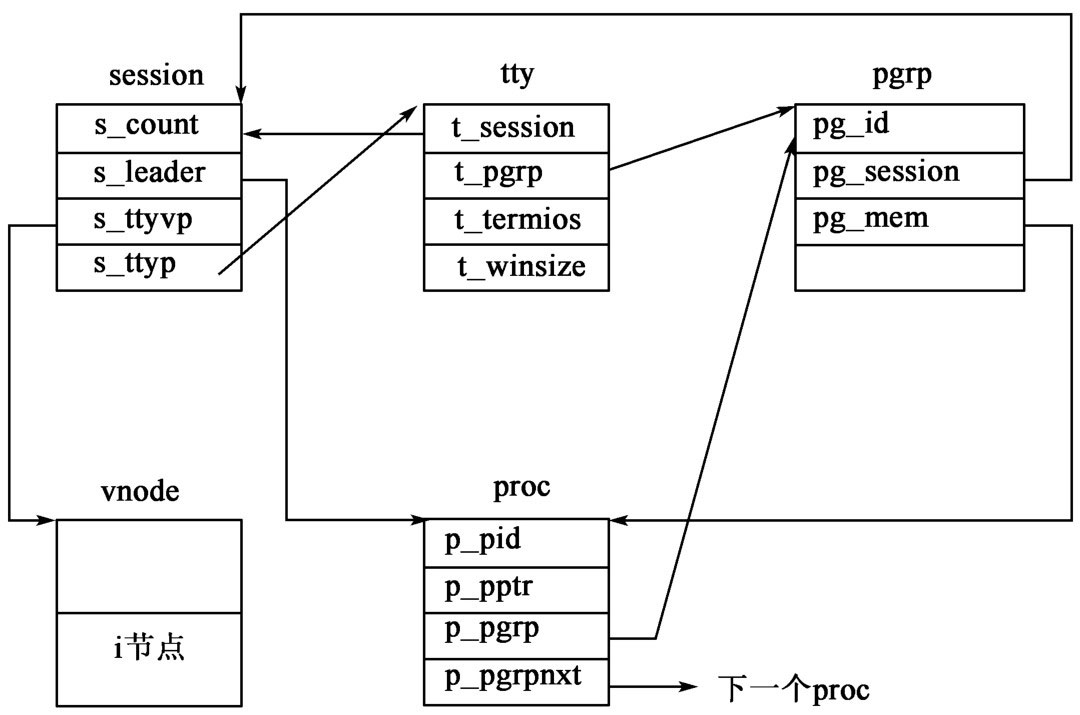 session
s_count
s_leader
s_ttyvp
s_ttyp
tty
t_session
t_pgrp
t_termios
t_winsize
pgrp
pg_id
pg_session
pg_mem
vnode
i节点
proc
p_pid
p_pptr
p_pgrp
p_pgrpnxt
下一个proc